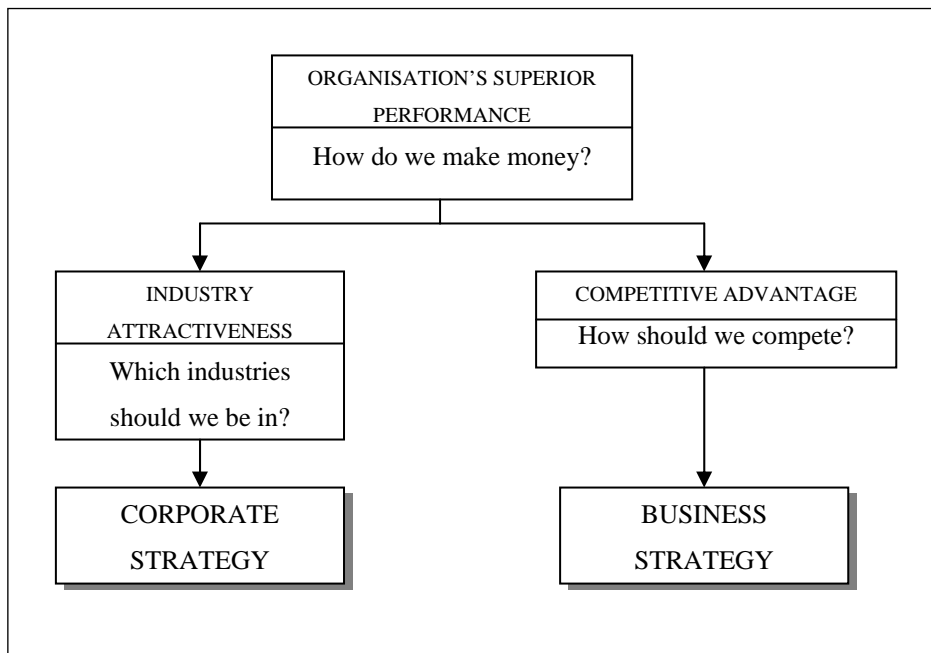 ORGANISATION’S SUPERIOR
PERFORMANCE
How do we make money?
INDUSTRY
ATTRACTIVENESS
Which industries
should we be in?
COMPETITIVE ADVANTAGE
How should we compete?
CORPORATE
STRATEGY
BUSINESS
STRATEGY